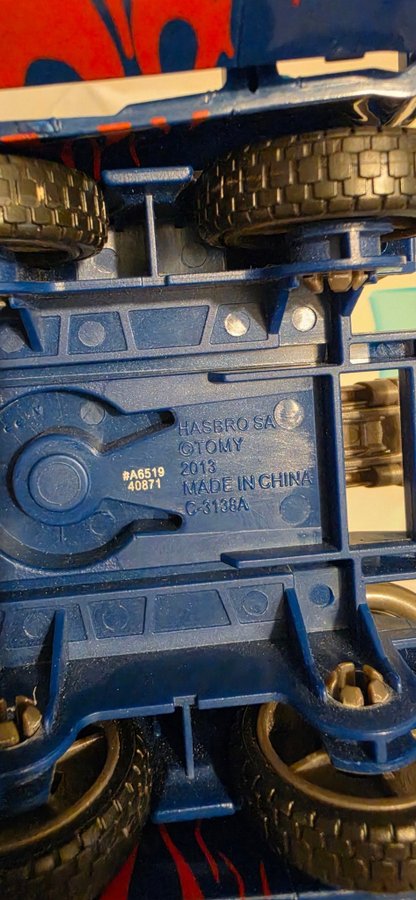 HASBRO SA
©TOMY
2013
MADE IN CHINA
C-3138A
#A6519
40871